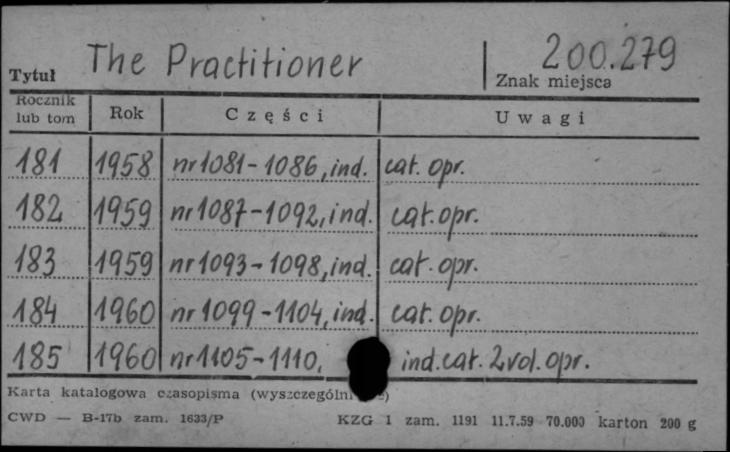 Tytuł The Practitioner 200.279
Znak miejsca
Rocznik lub tom Rok Części Uwagi
181 1958 nr 1081-1086, ind. cat. opr.
182 1959 nr 1087-1092, ind. cat. opr.
183 1959 nr 1093-1098, ind. cat. opr.
184 1960 nr 1099-1104, ind. cat. opr.
185 1960 nr 1105-1110, ind. cat. 2 vol. opr.
Karta katalogowa czasopisma
CWD — B-17b zam. 1633/P KZG 1 zam. 1191 11.7.59 70.000 karton 200 g